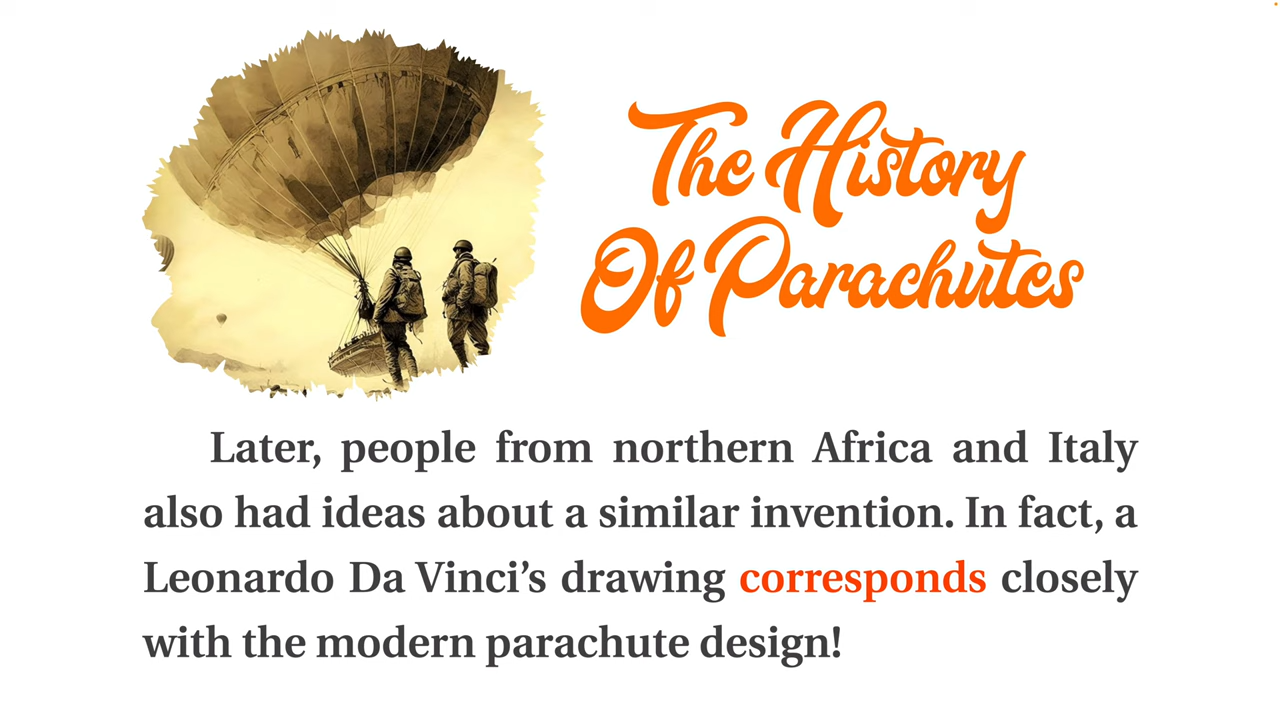 The History
Of Parachutes
Later, people from northern Africa and Italy
also had ideas about a similar invention. In fact, a
Leonardo Da Vinci’s drawing corresponds closely
with the modern parachute design!